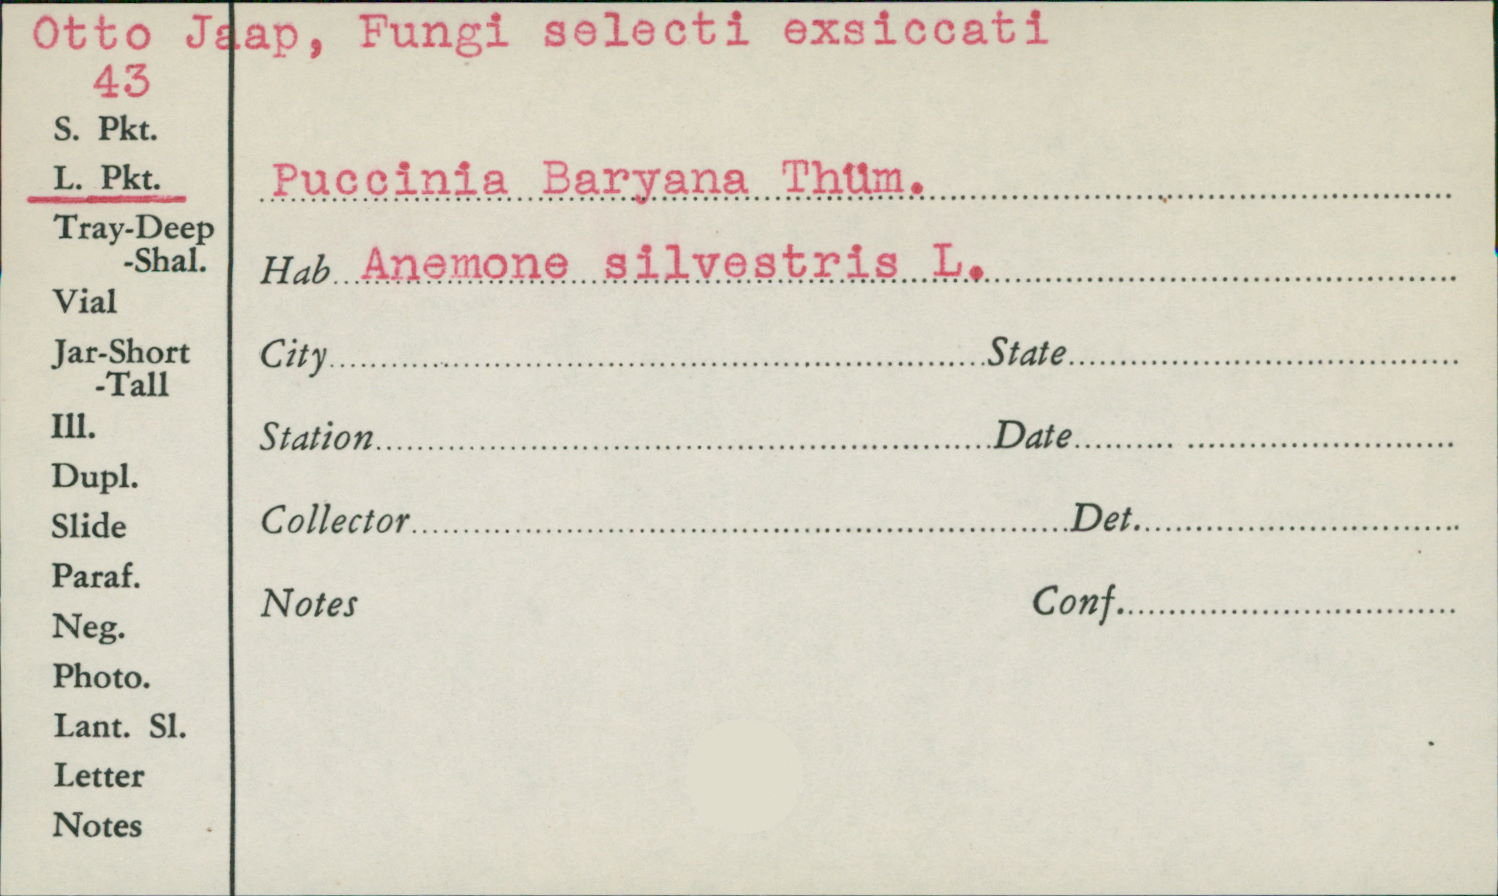 Otto Jaap, Fungi selecti exsiccati
43
S. Pkt.
L. Pkt.
Tray-Deep
-Shal.
Vial
Jar-Short
-Tall
Ill.
Dupl.
Slide
Paraf.
Neg.
Photo.
Lant. Sl.
Letter
Notes
Puccinia Baryana Thüm.
Hab Anemone silvestris L.
City State
Station Date
Collector Det.
Notes Conf.